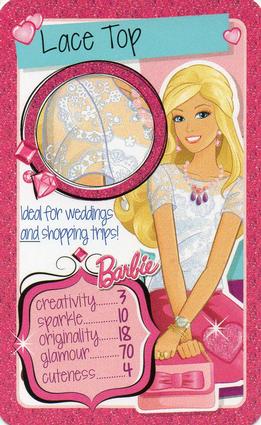 Lace Top
Ideal for weddings
and shopping trips!
Barbie
creativity......3
sparkle..........10
originality.....18
glamour.......70
cuteness.......4